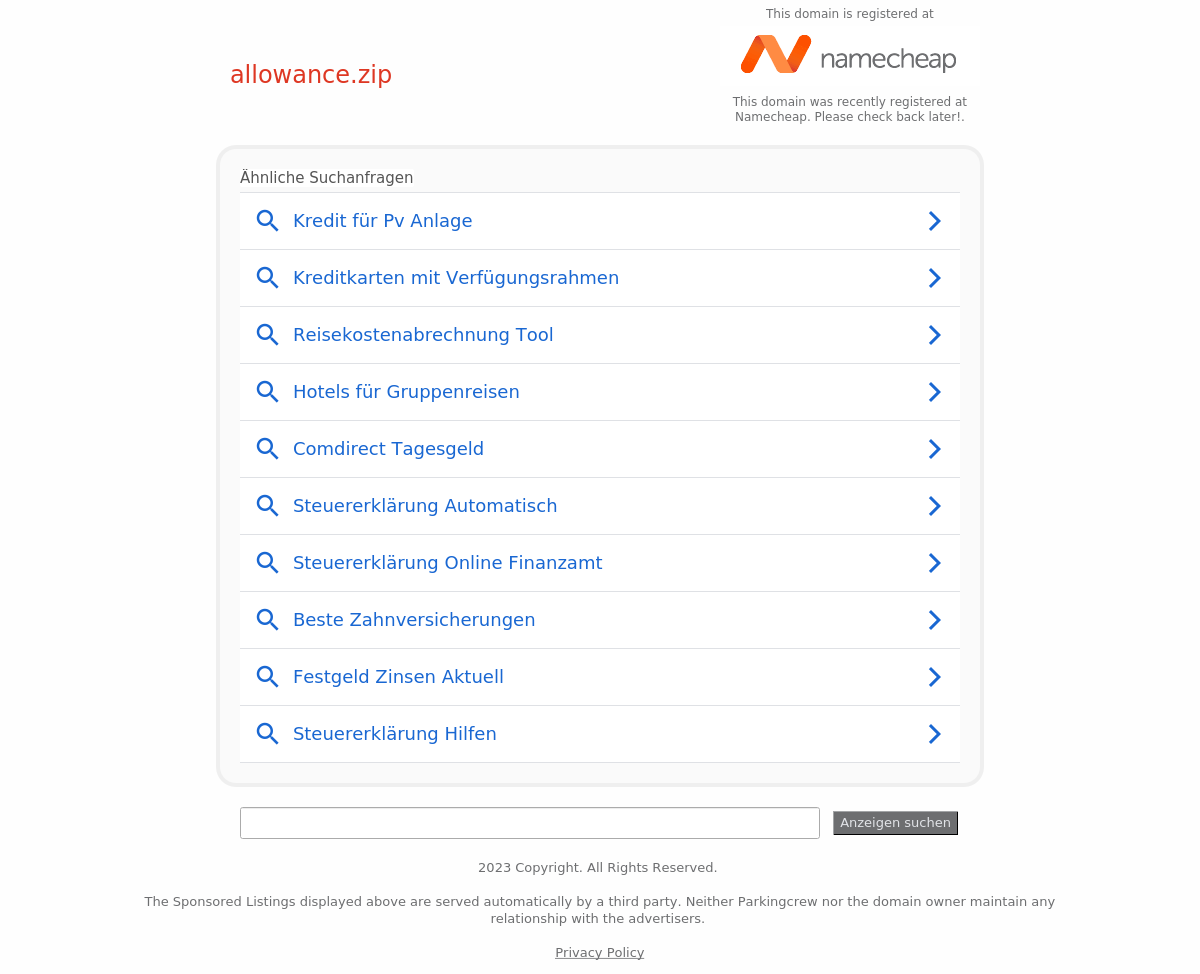 This domain is registered at
namecheap
allowance.zip
This domain was recently registered at
Namecheap. Please check back later!.
Ähnliche Suchanfragen
Kredit für Pv Anlage
Kreditkarten mit Verfügungsrahmen
Reisekostenabrechnung Tool
Hotels für Gruppenreisen
Comdirect Tagesgeld
Steuererklärung Automatisch
Steuererklärung Online Finanzamt
Beste Zahnversicherungen
Festgeld Zinsen Aktuell
Steuererklärung Hilfen
Anzeigen suchen
2023 Copyright. All Rights Reserved.
The Sponsored Listings displayed above are served automatically by a third party. Neither Parkingcrew nor the domain owner maintain any
relationship with the advertisers.
Privacy Policy